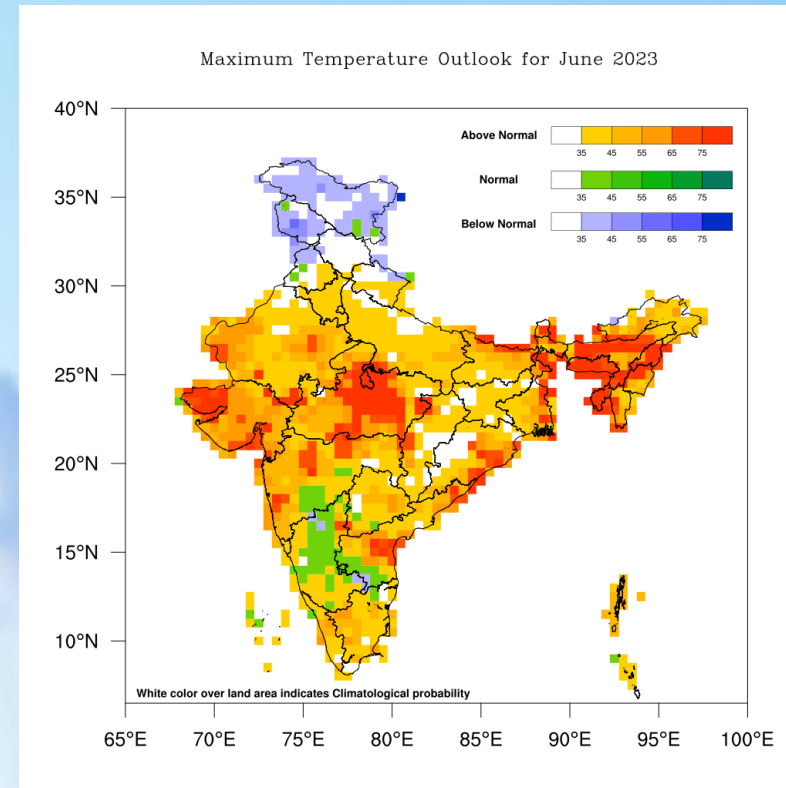 Maximum Temperature Outlook for June 2023
40°N
35°N
30°N
25°N
20°N
15°N
10°N
Above Normal
35 45 55 65 75
Normal
35 45 55 65 75
Below Normal
35 45 55 65 75
White color over land area indicates Climatological probability
65°E 70°E 75°E 80°E 85°E 90°E 95°E 100°E